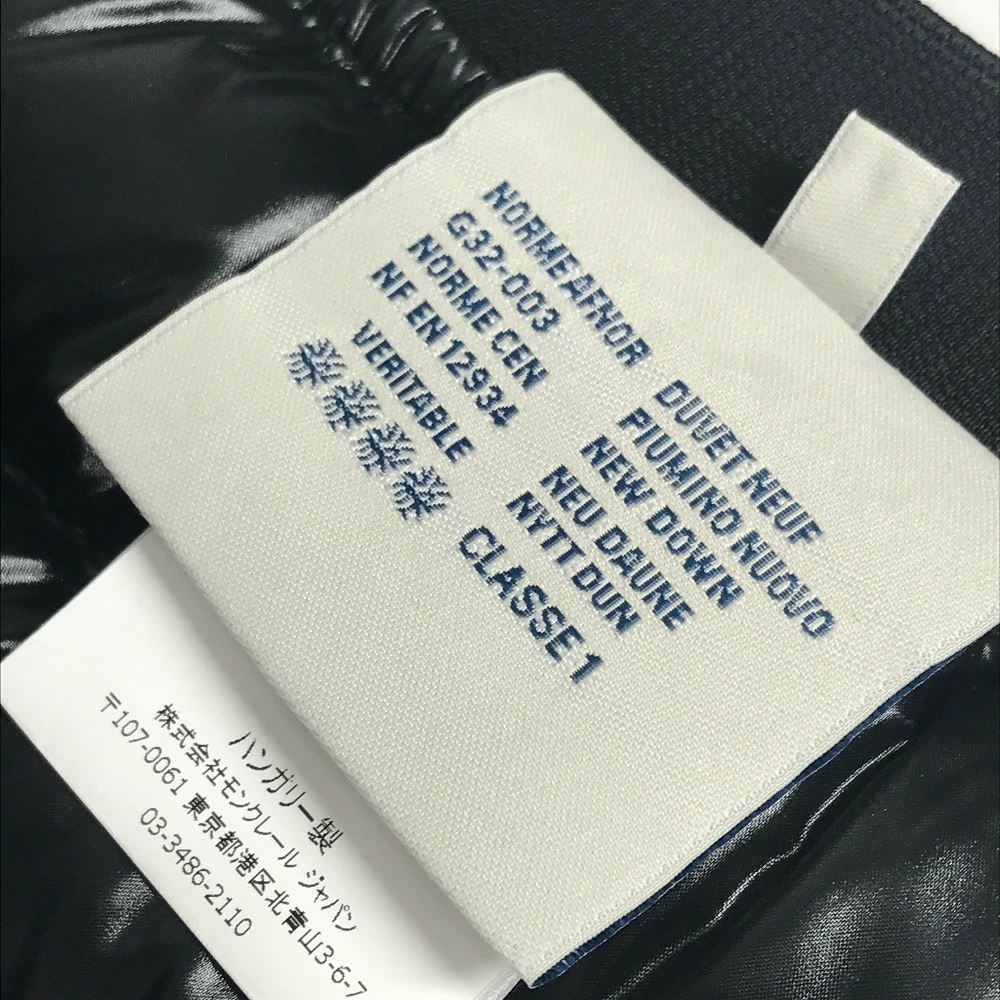 NORME AFNOR
G32-003
NORME CEN
NF EN 12934
VERITABLE
DUVET NEUF
PIUMINO NUOVO
NEW DOWN
NEU DAUNE
NYTT DUN
CLASSE 1
ハンガリー製
株式会社モンクレール ジャパン
〒107-0061 東京都港区北青山3-6-7
03-3486-2110